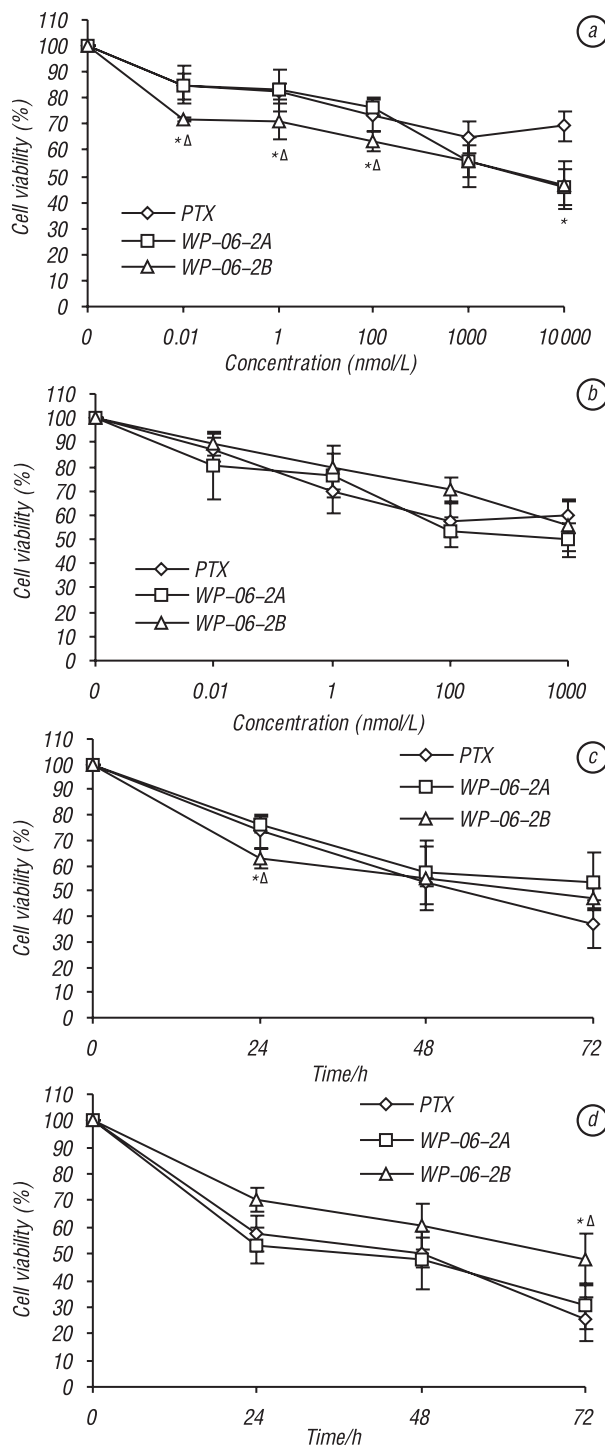 110
100
90
80
70
60
50
40
30
20
10
0
Cell viability (%)
a
*Δ
*Δ
*Δ
*
PTX
WP–06–2A
WP–06–2B
0 0.01 1 100 1000 10 000
Concentration (nmol/L)
110
100
90
80
70
60
50
40
30
20
10
0
Cell viability (%)
b
PTX
WP–06–2A
WP–06–2B
0 0.01 1 100 1000
Concentration (nmol/L)
110
100
90
80
70
60
50
40
30
20
10
0
Cell viability (%)
c
PTX
WP–06–2A
WP–06–2B
*Δ
0 24 48 72
Time/h
110
100
90
80
70
60
50
40
30
20
10
0
Cell viability (%)
d
PTX
WP–06–2A
WP–06–2B
*Δ
0 24 48 72
Time/h